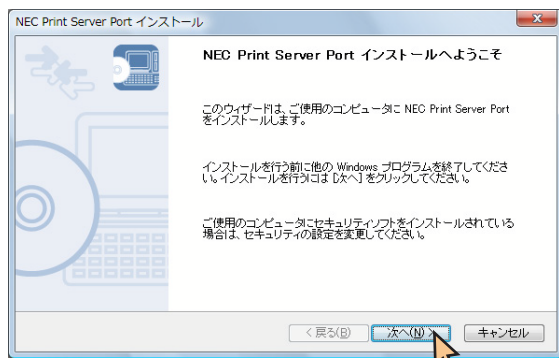 NEC Print Server Port インストール
NEC Print Server Port インストールへようこそ
このウィザードは、ご使用のコンピュータに NEC Print Server Port
をインストールします。
インストールを行う前に他の Windows プログラムを終了してくださ
い。インストールを行うには [次へ] をクリックしてください。
ご使用のコンピュータにセキュリティソフトをインストールされている
場合は、セキュリティの設定を変更してください。
< 戻る(B)
次へ(N) >
キャンセル